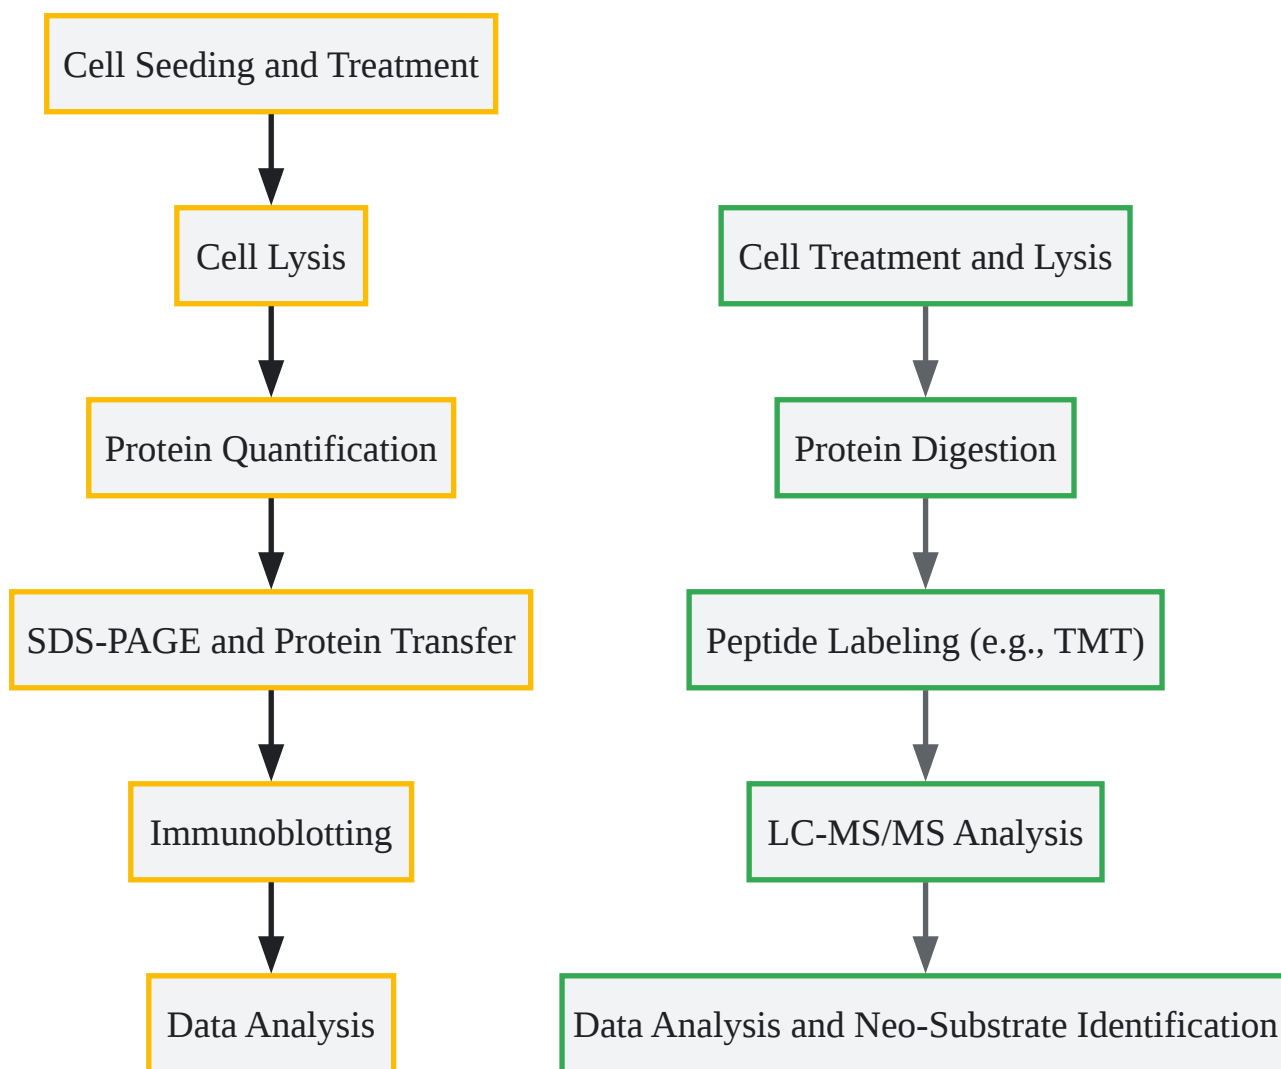 Cell Seeding and Treatment
Cell Lysis
Protein Quantification
SDS-PAGE and Protein Transfer
Immunoblotting
Data Analysis
Cell Treatment and Lysis
Protein Digestion
Peptide Labeling (e.g., TMT)
LC-MS/MS Analysis
Data Analysis and Neo-Substrate Identification